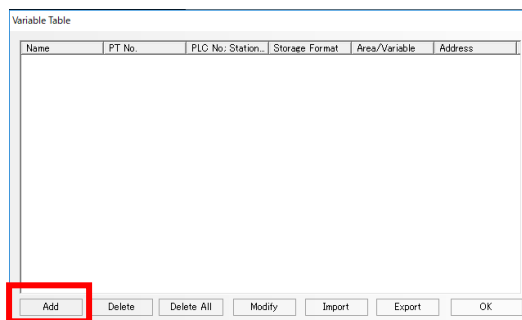 Variable Table
Name PT No. PLC No; Station... Storage Format Area/Variable Address
Add Delete Delete All Modify Import Export OK